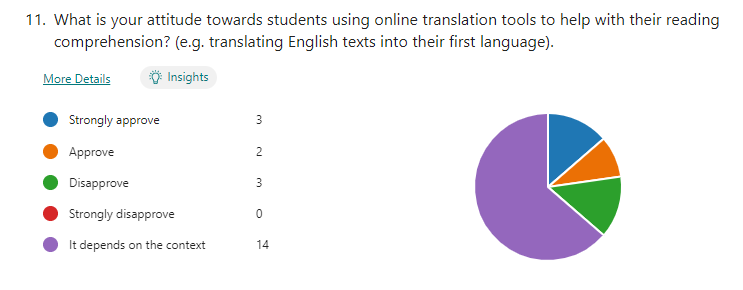 11. What is your attitude towards students using online translation tools to help with their reading
comprehension? (e.g. translating English texts into their first language).
More Details
Insights
Strongly approve 3
Approve 2
Disapprove 3
Strongly disapprove 0
It depends on the context 14